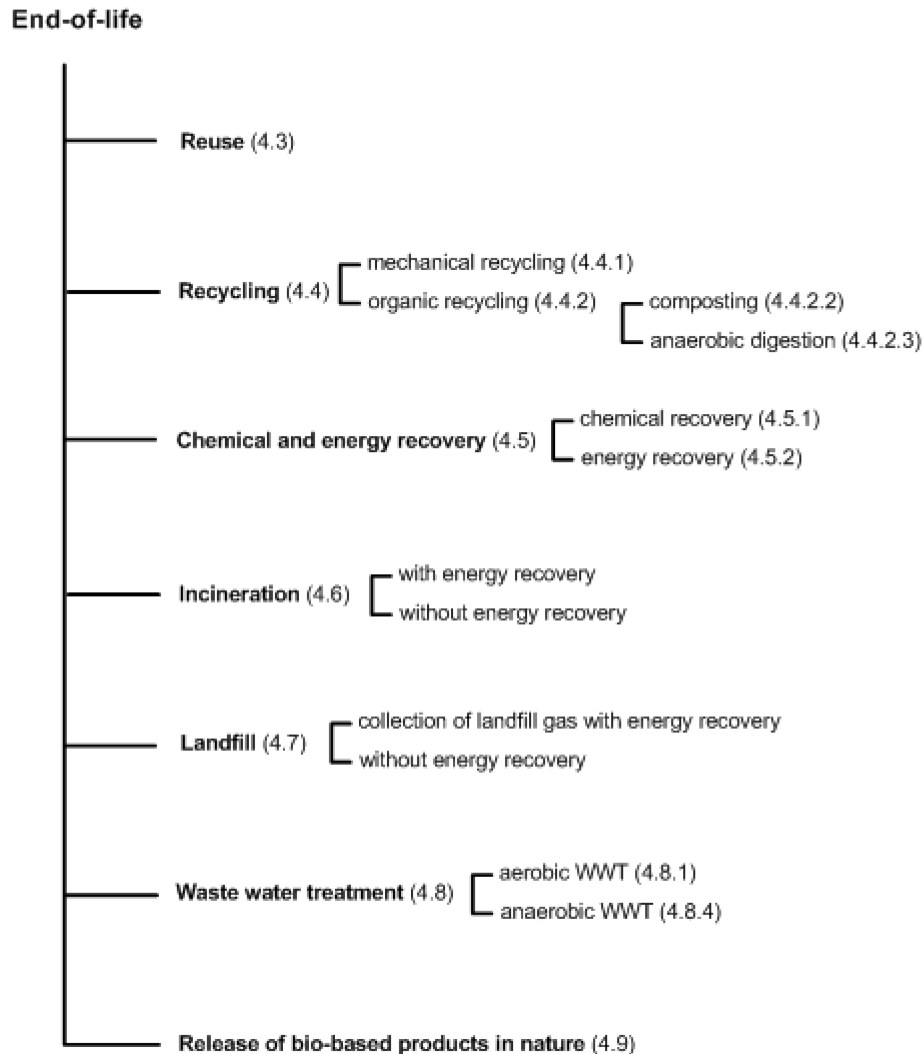 End-of-life
Reuse (4.3)
Recycling (4.4)
mechanical recycling (4.4.1)
organic recycling (4.4.2)
composting (4.4.2.2)
anaerobic digestion (4.4.2.3)
Chemical and energy recovery (4.5)
chemical recovery (4.5.1)
energy recovery (4.5.2)
Incineration (4.6)
with energy recovery
without energy recovery
Landfill (4.7)
collection of landfill gas with energy recovery
without energy recovery
Waste water treatment (4.8)
aerobic WWT (4.8.1)
anaerobic WWT (4.8.4)
Release of bio-based products in nature (4.9)